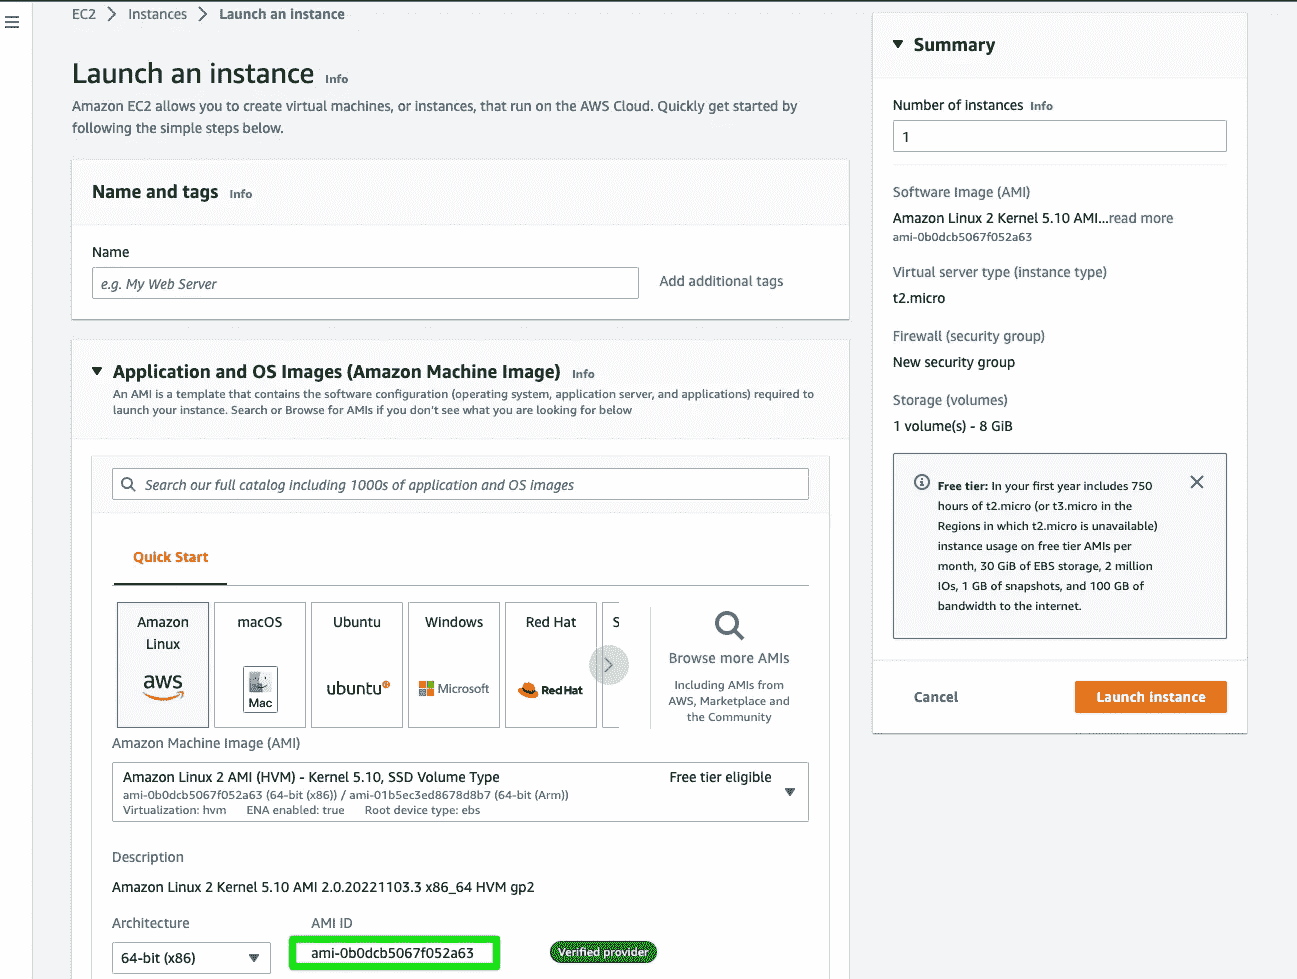 EC2 > Instances > Launch an instance
Launch an instance Info
Amazon EC2 allows you to create virtual machines, or instances, that run on the AWS Cloud. Quickly get started by
following the simple steps below.
Name and tags Info
Name
e.g. My Web Server
Add additional tags
Application and OS Images (Amazon Machine Image) Info
An AMI is a template that contains the software configuration (operating system, application server, and applications) required to
launch your instance. Search or Browse for AMIs if you don't see what you are looking for below
Search our full catalog including 1000s of application and OS images
Quick Start
Amazon
Linux
aws
macOS
Mac
Ubuntu
ubuntu
Windows
Microsoft
Red Hat
Red Hat
S
Browse more AMIs
Including AMIs from
AWS, Marketplace and
the Community
Amazon Machine Image (AMI)
Amazon Linux 2 AMI (HVM) - Kernel 5.10, SSD Volume Type
Free tier eligible
ami-0b0dcb5067f052a63 (64-bit (x86)) / ami-01b5ec3ed8678d8b7 (64-bit (Arm))
Virtualization: hvm ENA enabled: true Root device type: ebs
Description
Amazon Linux 2 Kernel 5.10 AMI 2.0.20221103.3 x86_64 HVM gp2
Architecture
64-bit (x86)
AMI ID
ami-0b0dcb5067f052a63
Verified provider
Summary
Number of instances Info
1
Software Image (AMI)
Amazon Linux 2 Kernel 5.10 AMI...read more
ami-0b0dcb5067f052a63
Virtual server type (instance type)
t2.micro
Firewall (security group)
New security group
Storage (volumes)
1 volume(s) - 8 GiB
Free tier: In your first year includes 750
hours of t2.micro (or t3.micro in the
Regions in which t2.micro is unavailable)
instance usage on free tier AMIs per
month, 30 GiB of EBS storage, 2 million
IOs, 1 GB of snapshots, and 100 GB of
bandwidth to the internet.
Cancel
Launch instance